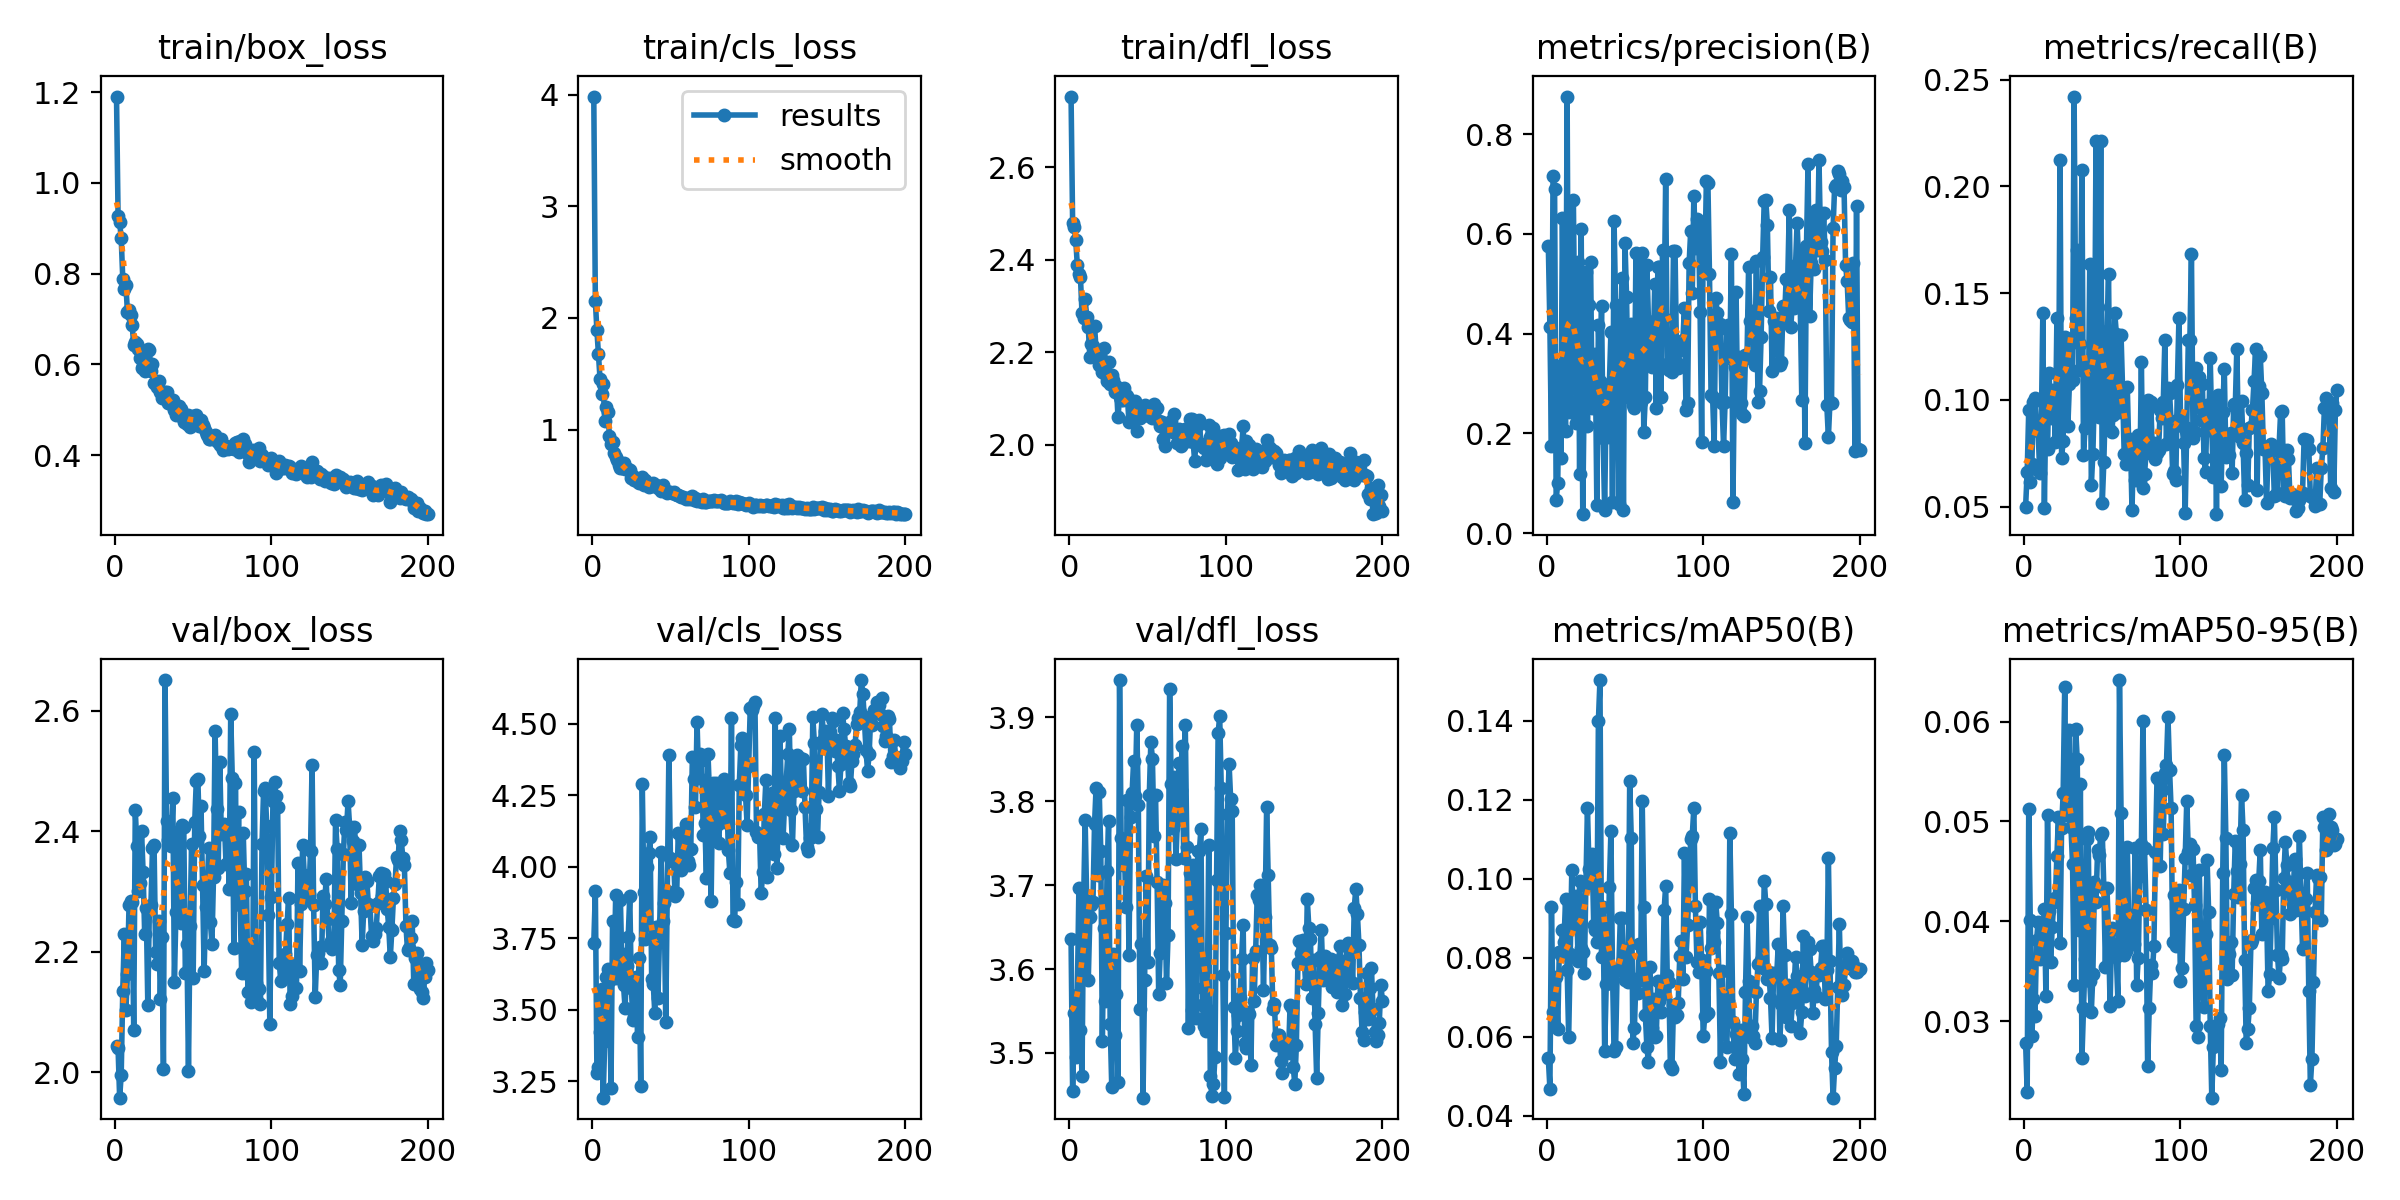 train/box_loss
1.2
1.0
0.8
0.6
0.4
0 100 200
train/cls_loss
results
smooth
4
3
2
1
0 100 200
train/dfl_loss
2.6
2.4
2.2
2.0
0 100 200
metrics/precision(B)
0.8
0.6
0.4
0.2
0.0
0 100 200
metrics/recall(B)
0.25
0.20
0.15
0.10
0.05
0 100 200
val/box_loss
2.6
2.4
2.2
2.0
0 100 200
val/cls_loss
4.50
4.25
4.00
3.75
3.50
3.25
0 100 200
val/dfl_loss
3.9
3.8
3.7
3.6
3.5
0 100 200
metrics/mAP50(B)
0.14
0.12
0.10
0.08
0.06
0.04
0 100 200
metrics/mAP50-95(B)
0.06
0.05
0.04
0.03
0 100 200